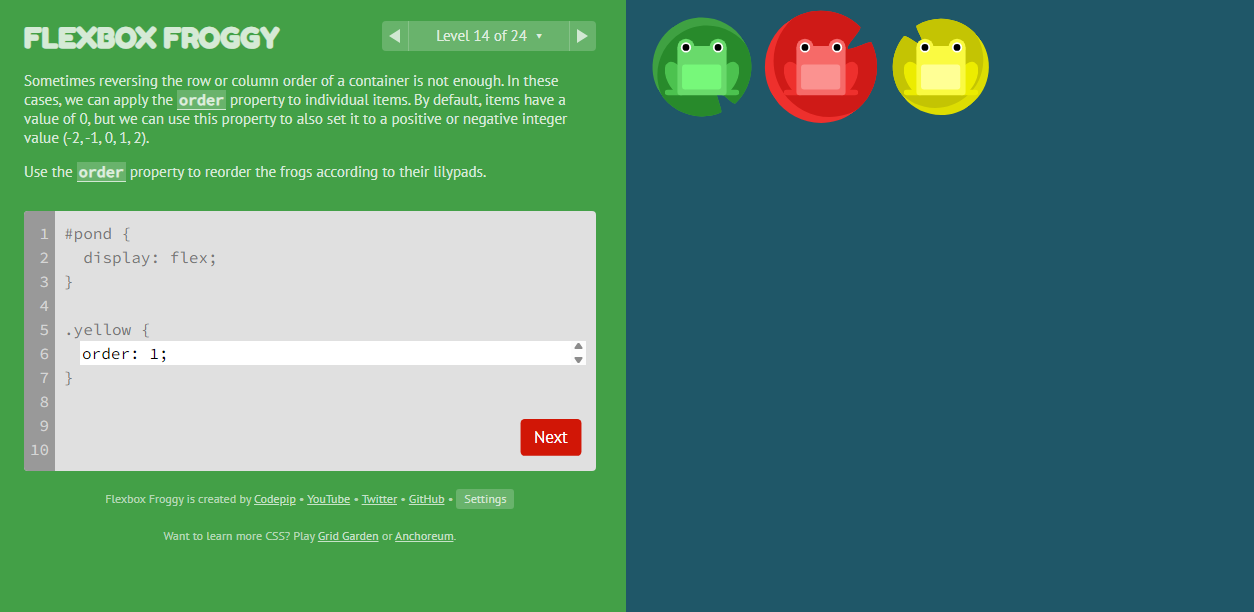 FLEXBOX FROGGY
Level 14 of 24
Sometimes reversing the row or column order of a container is not enough. In these
cases, we can apply the order property to individual items. By default, items have a
value of 0, but we can use this property to also set it to a positive or negative integer
value (-2, -1, 0, 1, 2).
Use the order property to reorder the frogs according to their lilypads.
1 #pond {
2 display: flex;
3 }
4
5 .yellow {
6 order: 1;
7 }
8
9
10
Next
Flexbox Froggy is created by Codepip • YouTube • Twitter • GitHub • Settings
Want to learn more CSS? Play Grid Garden or Anchoreum.